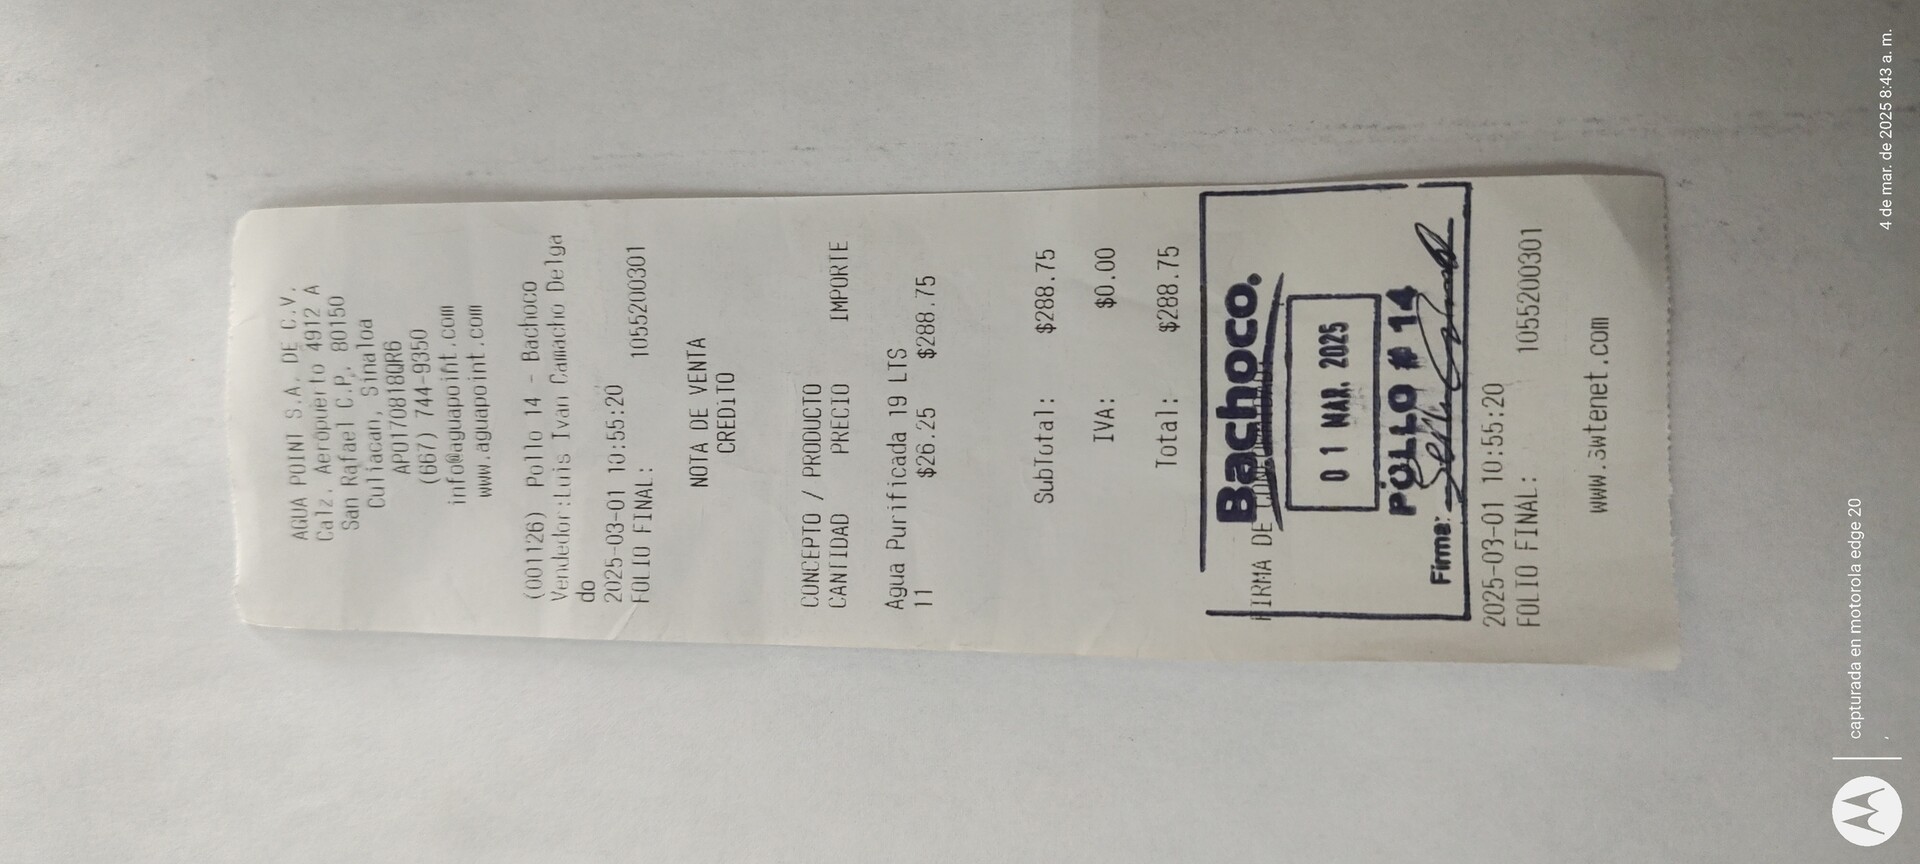 AGUA POINT S.A. DE C.V.
Calz. Aeropuerto 4912 A
San Rafael C.P. 80150
Culiacan, Sinaloa
APO170818QR6
(667) 744-9350
info@aguapoint.com
www.aguapoint.com
(001126) Pollo 14 - Bachoco
Vendedor:Luis Ivan Camacho Delga
do
2025-03-01 10:55:20
FOLIO FINAL: 1055200301
NOTA DE VENTA
CREDITO
CONCEPTO / PRODUCTO
CANTIDAD PRECIO IMPORTE
Agua Purificada 19 LTS
11 $26.25 $288.75
SubTotal: $288.75
IVA: $0.00
Total: $288.75
Bachoco.
FIRMA DE
01 MAR. 2025
POLLO # 14
Firma:
2025-03-01 10:55:20
FOLIO FINAL: 1055200301
www.3wtenet.com
capturada en motorola edge 20
4 de mar. de 2025 8:43 a. m.